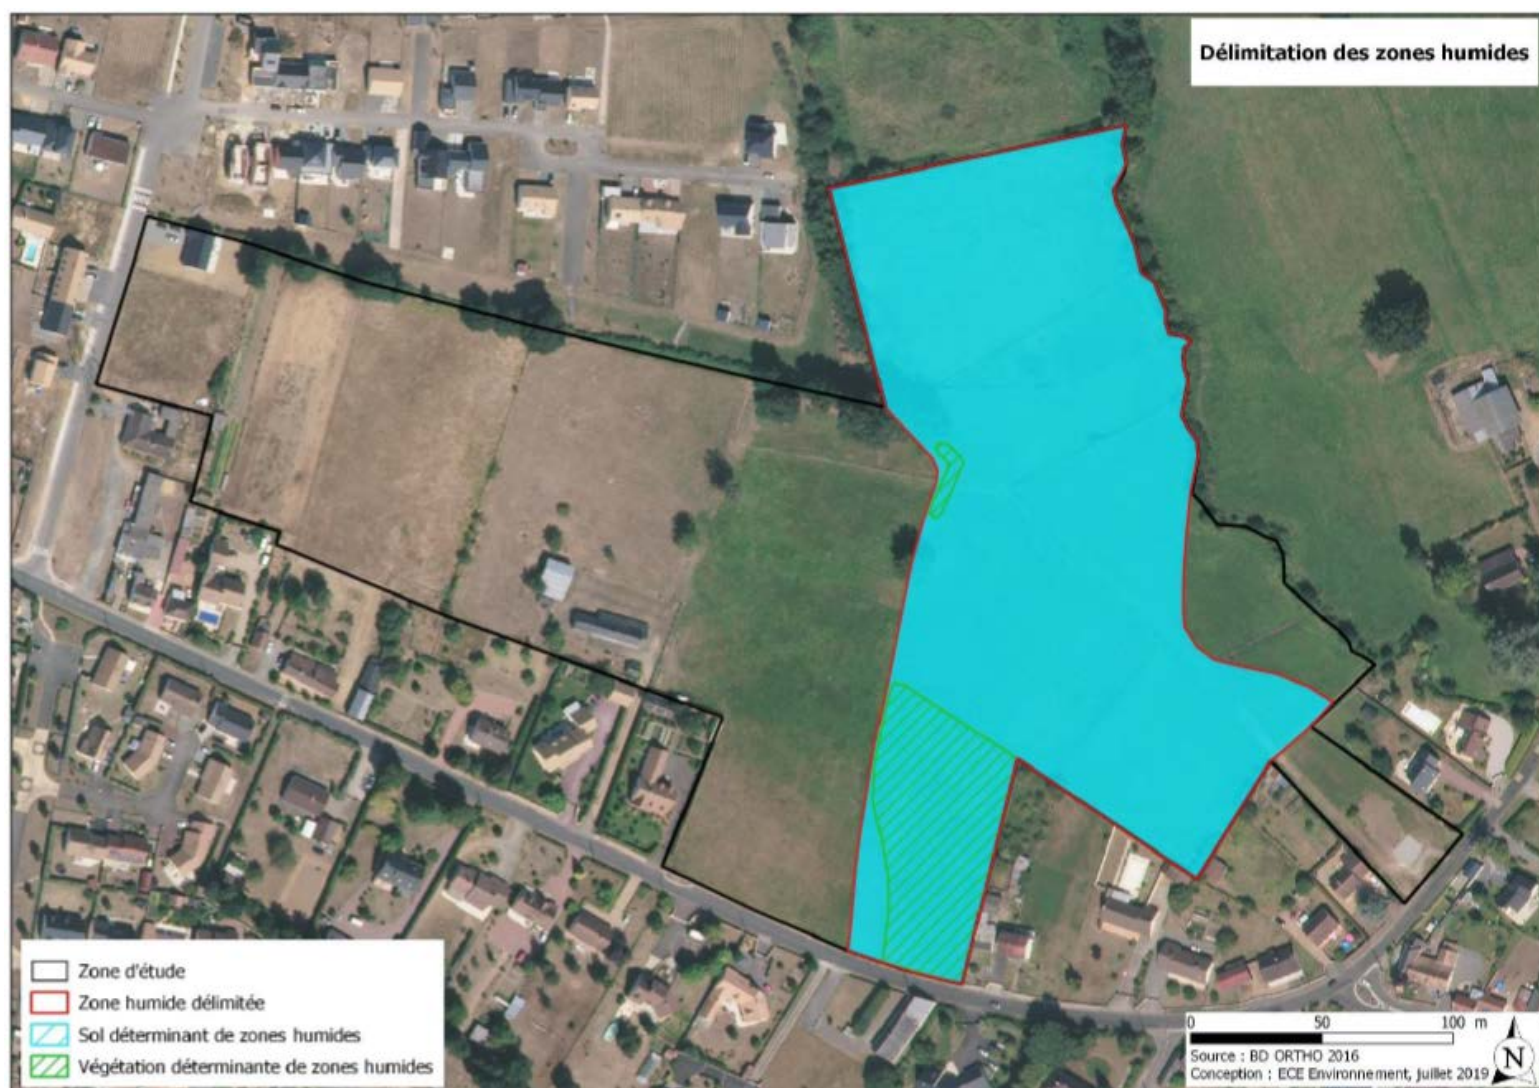 Délimitation des zones humides
Zone d'étude
Zone humide délimitée
Sol déterminant de zones humides
Végétation déterminante de zones humides
0 50 100 m
Source : BD ORTHO 2016
Conception : ECE Environnement, juillet 2019
N